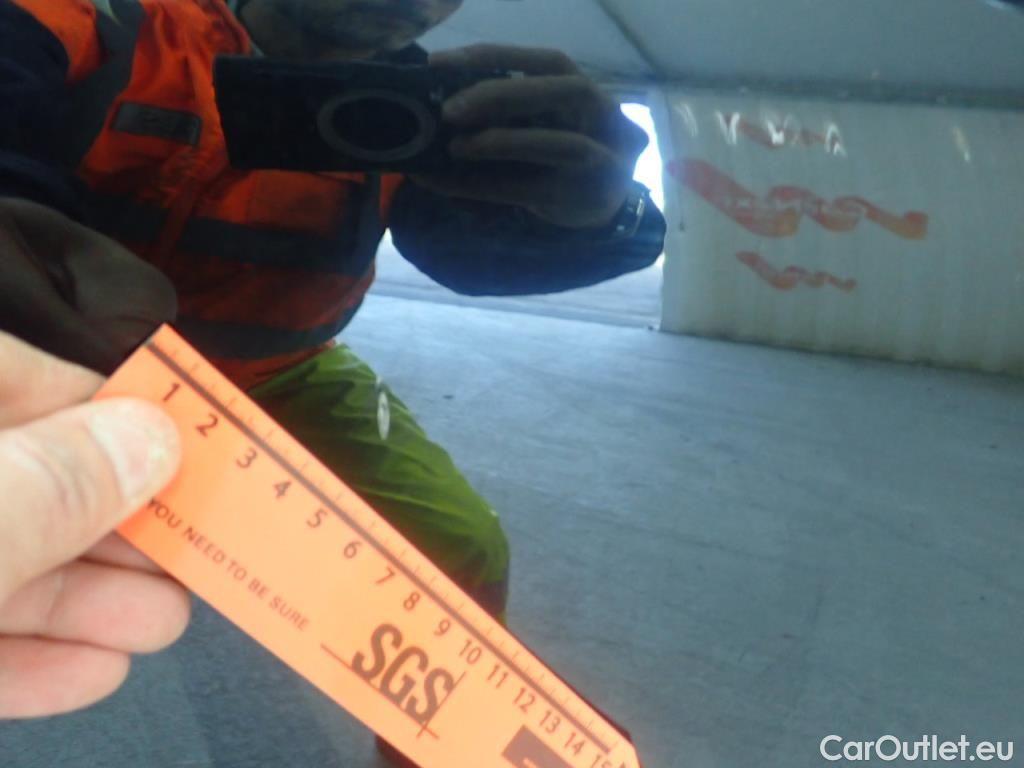 1 2 3 4 5 6 7 8 9 10 11 12 13 14 15
YOU NEED TO BE SURE
SGS
CarOutlet.eu